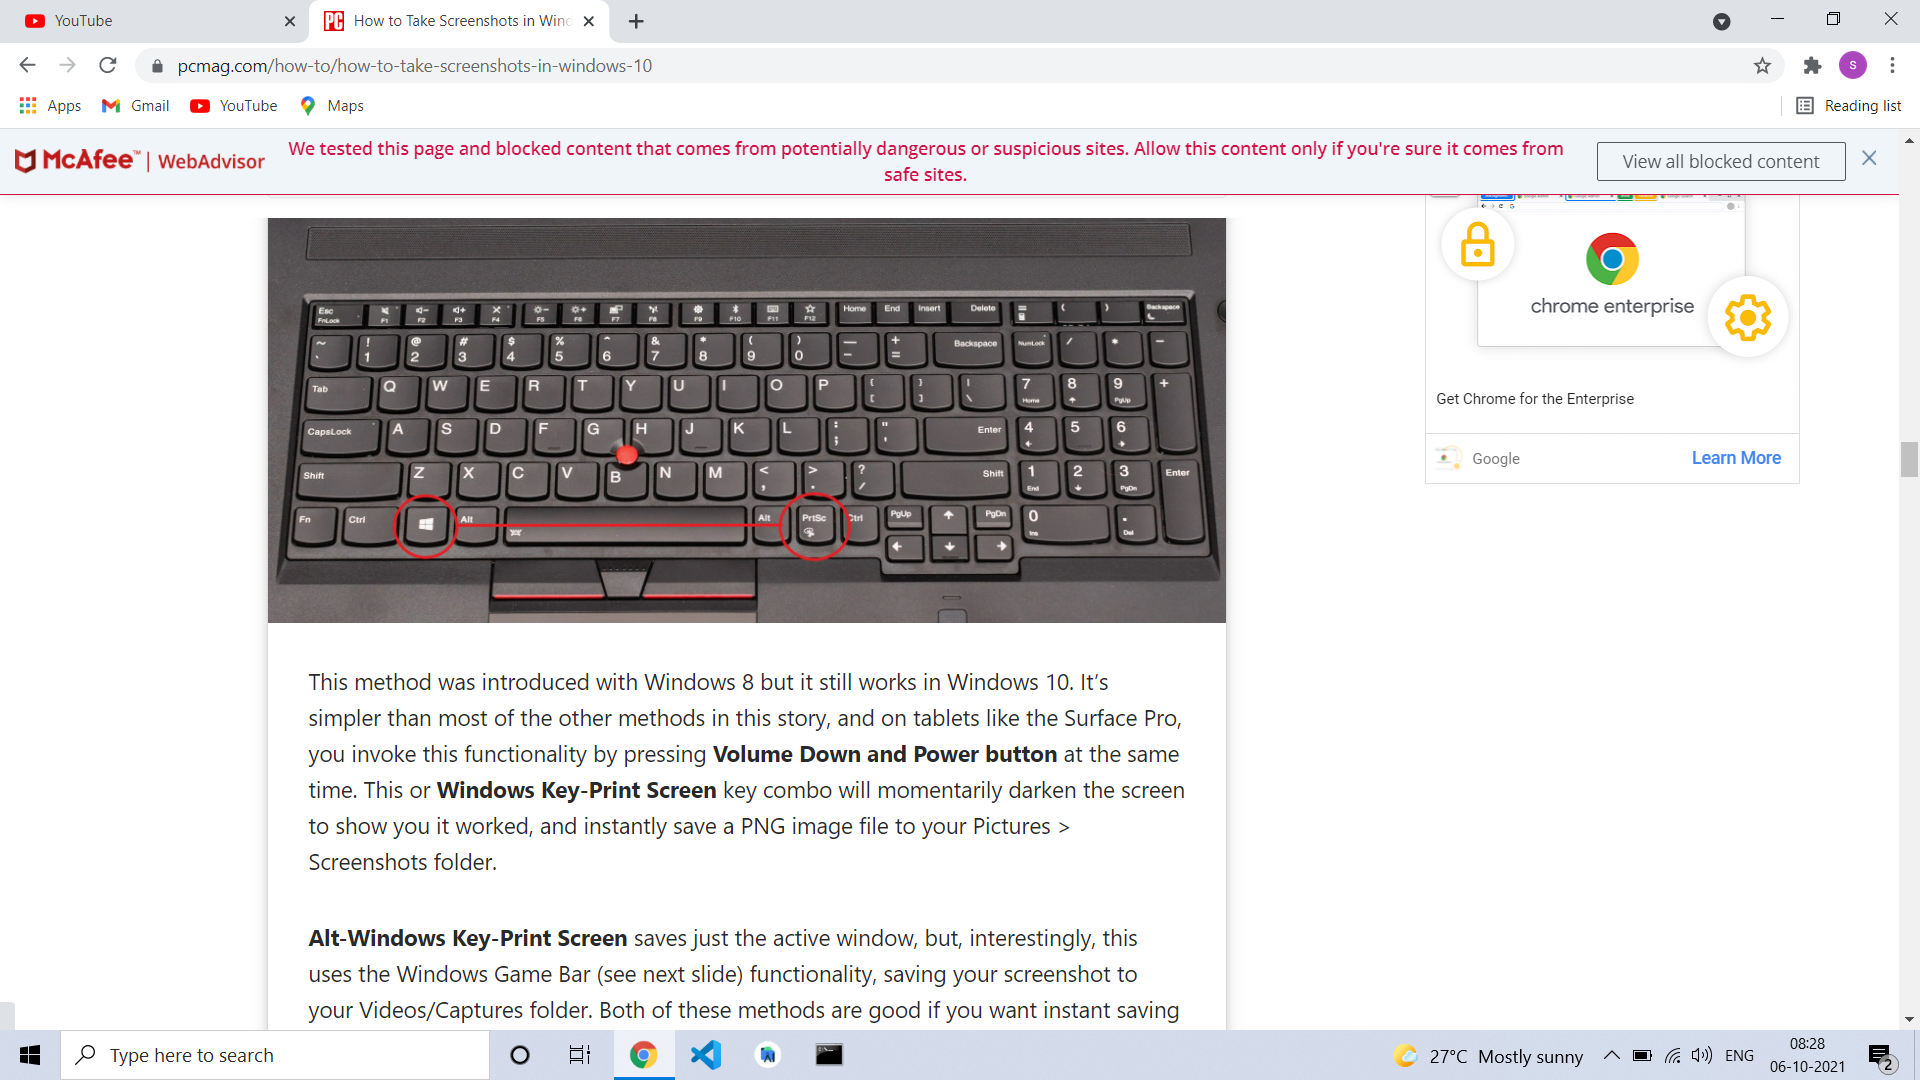 YouTube
How to Take Screenshots in Wind
pcmag.com/how-to/how-to-take-screenshots-in-windows-10
S
Apps
Gmail
YouTube
Maps
Reading list
McAfee™ | WebAdvisor
We tested this page and blocked content that comes from potentially dangerous or suspicious sites. Allow this content only if you're sure it comes from
safe sites.
View all blocked content
Esc Home End Insert Delete Backspace
FnLock F1 F2 F3 F4 F5 F6 F7 F8 F9 F10 F11 F12
~ ! @ # $ % ^ & * ( ) — + Backspace NumLock / * −
` 1 2 3 4 5 6 7 8 9 0 - =
Tab Q W E R T Y U I O P { } | 7 8 9 +
[ ] \ Home PgUp
CapsLock A S D F G H J K L : " Enter 4 5 6
; '
Shift Z X C V B N M < > ? Shift 1 2 3 Enter
, . / End PgDn
Fn Ctrl Alt Alt PrtSc Ctrl PgUp PgDn 0 .
Ins Del
chrome enterprise
Get Chrome for the Enterprise
Google
Learn More
This method was introduced with Windows 8 but it still works in Windows 10. It’s
simpler than most of the other methods in this story, and on tablets like the Surface Pro,
you invoke this functionality by pressing Volume Down and Power button at the same
time. This or Windows Key-Print Screen key combo will momentarily darken the screen
to show you it worked, and instantly save a PNG image file to your Pictures >
Screenshots folder.
Alt-Windows Key-Print Screen saves just the active window, but, interestingly, this
uses the Windows Game Bar (see next slide) functionality, saving your screenshot to
your Videos/Captures folder. Both of these methods are good if you want instant saving
Type here to search
27°C Mostly sunny
ENG
08:28
06-10-2021
2